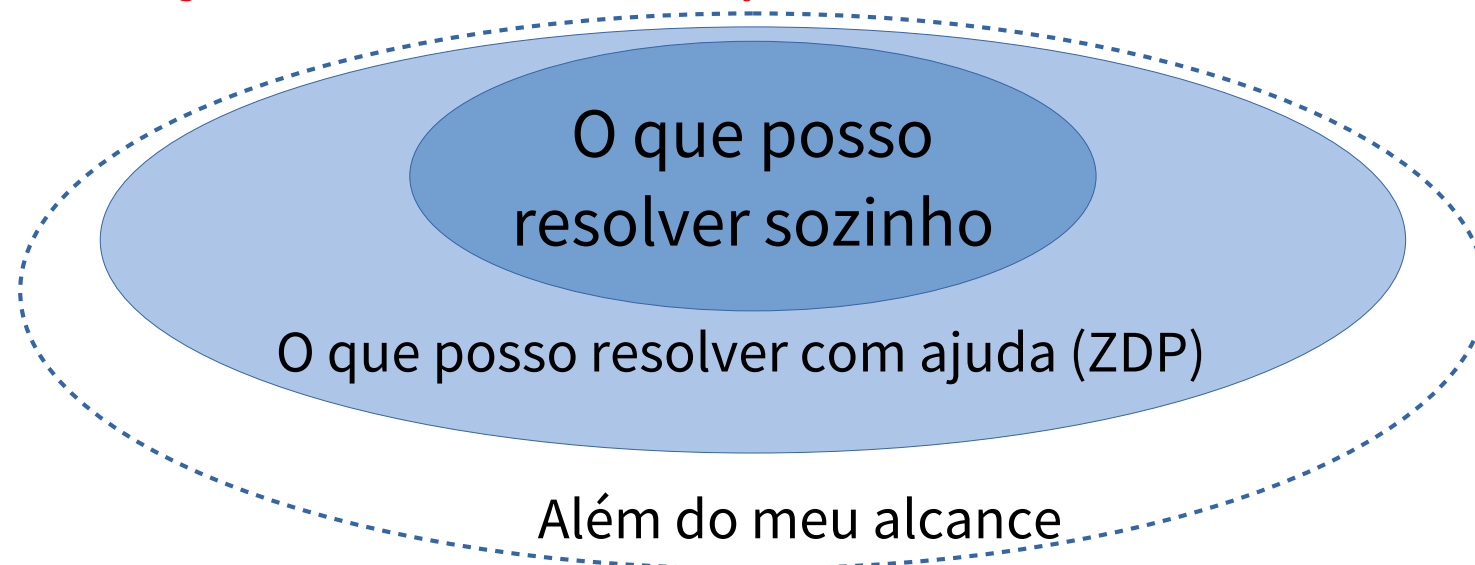 O que posso
resolver sozinho
O que posso resolver com ajuda (ZDP)
Além do meu alcance